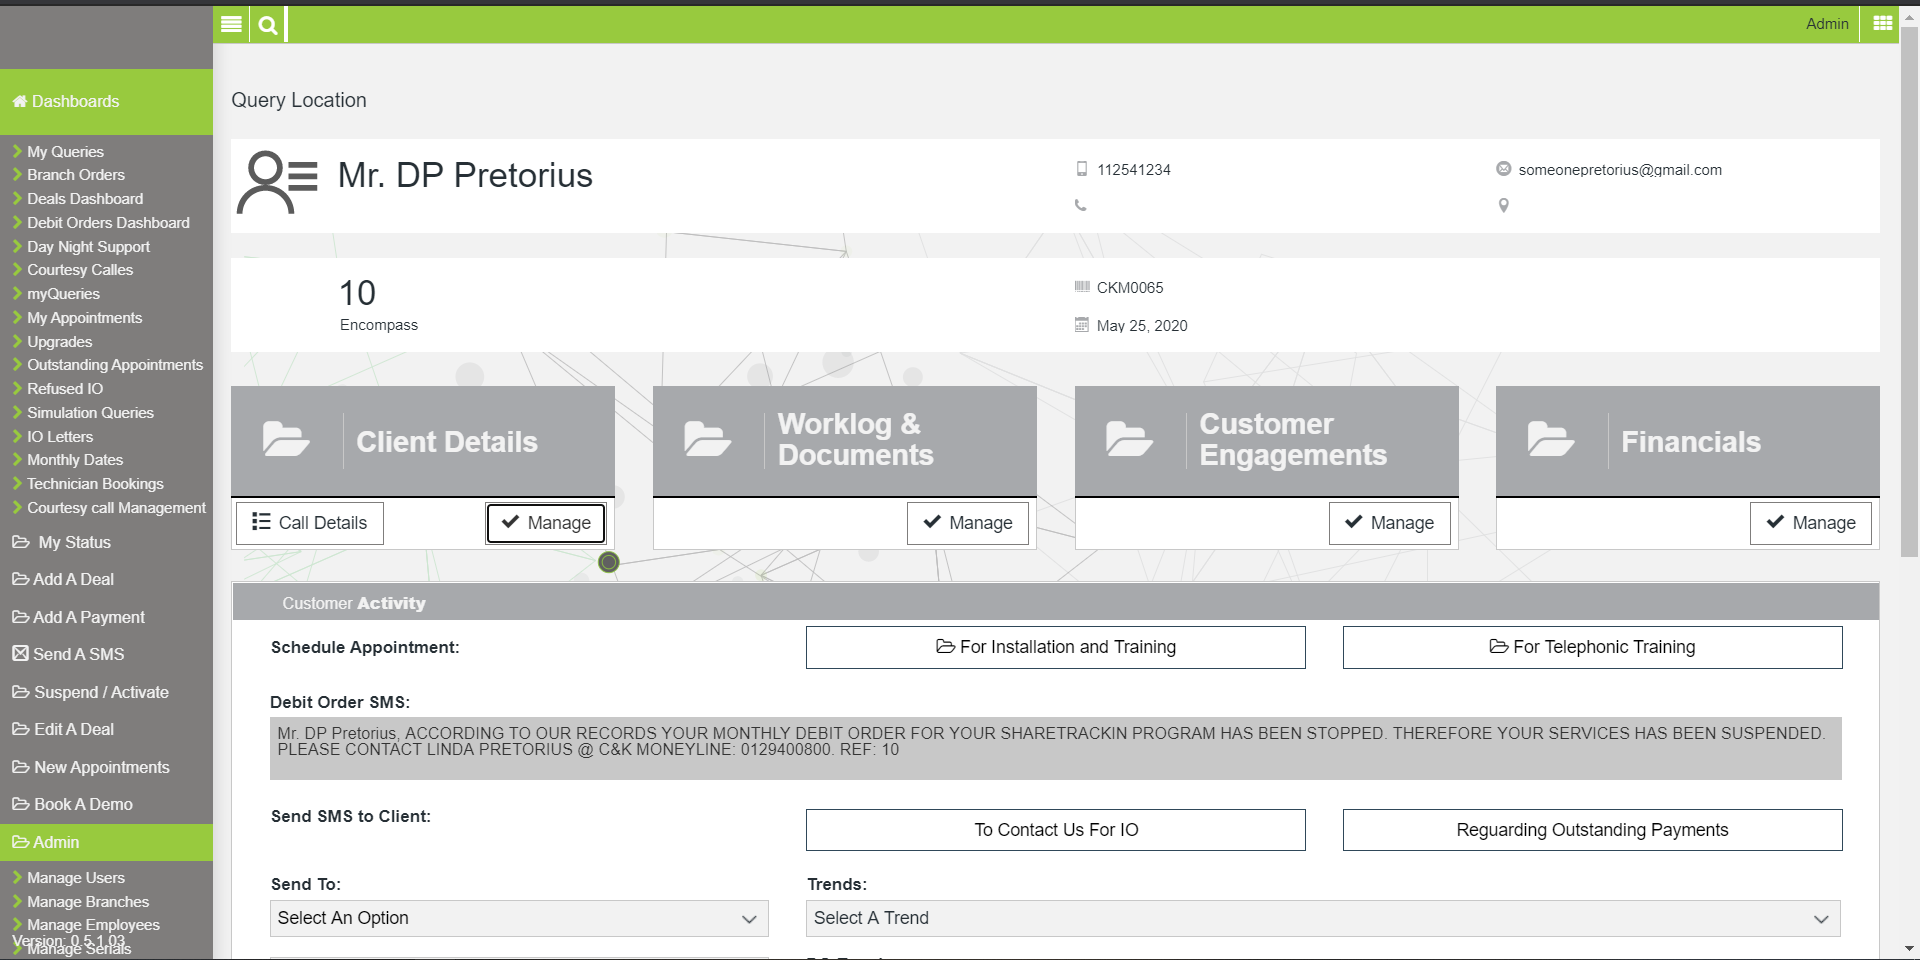 Admin
Dashboards
My Queries
Branch Orders
Deals Dashboard
Debit Orders Dashboard
Day Night Support
Courtesy Calles
myQueries
My Appointments
Upgrades
Outstanding Appointments
Refused IO
Simulation Queries
IO Letters
Monthly Dates
Technician Bookings
Courtesy call Management
My Status
Add A Deal
Add A Payment
Send A SMS
Suspend / Activate
Edit A Deal
New Appointments
Book A Demo
Admin
Manage Users
Manage Branches
Manage Employees
Version: 0.5.1.03
Manage Serials
Query Location
Mr. DP Pretorius
112541234
someonepretorius@gmail.com
10
Encompass
CKM0065
May 25, 2020
Client Details
Call Details
Manage
Worklog &
Documents
Manage
Customer
Engagements
Manage
Financials
Manage
Customer Activity
Schedule Appointment:
For Installation and Training
For Telephonic Training
Debit Order SMS:
Mr. DP Pretorius, ACCORDING TO OUR RECORDS YOUR MONTHLY DEBIT ORDER FOR YOUR SHARETRACKIN PROGRAM HAS BEEN STOPPED. THEREFORE YOUR SERVICES HAS BEEN SUSPENDED.
PLEASE CONTACT LINDA PRETORIUS @ C&K MONEYLINE: 0129400800. REF: 10
Send SMS to Client:
To Contact Us For IO
Reguarding Outstanding Payments
Send To:
Trends:
Select An Option
Select A Trend